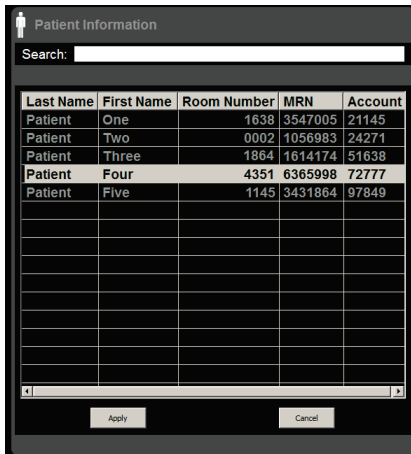 Patient Information
Search:
Last Name First Name Room Number MRN Account
Patient One 1638 3547005 21145
Patient Two 0002 1056983 24271
Patient Three 1864 1614174 51638
Patient Four 4351 6365998 72777
Patient Five 1145 3431864 97849
Apply Cancel